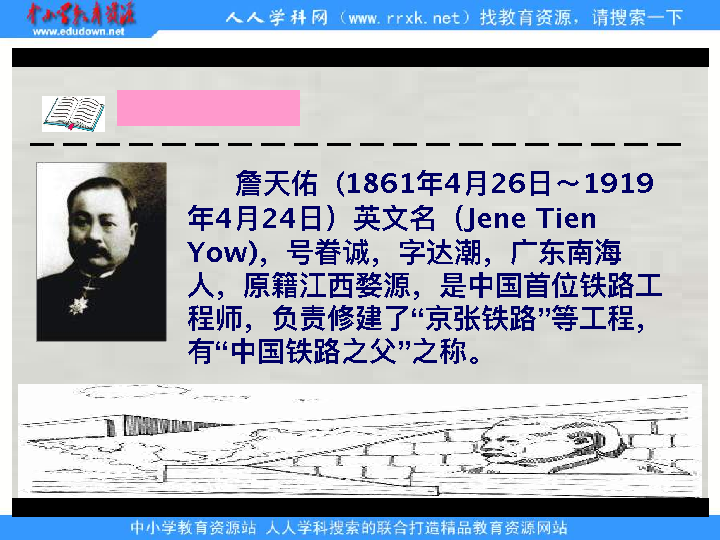 中小学教育资源
www.edudown.net
人人学科网（www.rrxk.net）找教育资源，请搜索一下
詹天佑（1861年4月26日～1919
年4月24日）英文名（Jene Tien
Yow)，号眷诚，字达潮，广东南海
人，原籍江西婺源，是中国首位铁路工
程师，负责修建了“京张铁路”等工程，
有“中国铁路之父”之称。
中小学教育资源站 人人学科搜索的联合打造精品教育资源网站